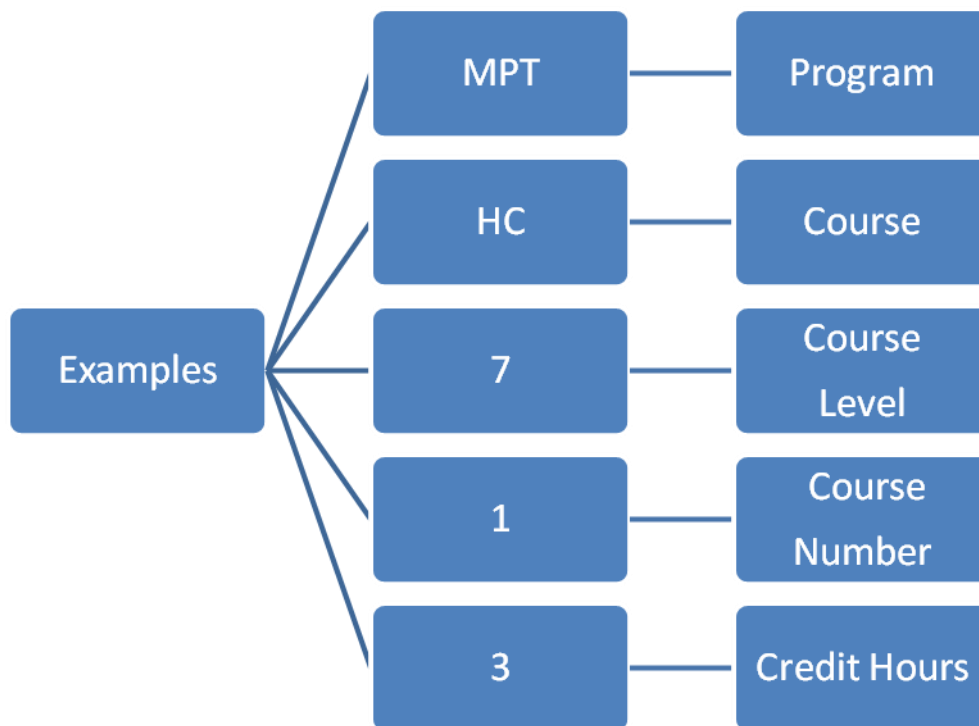 MPT
Program
HC
Course
Examples
7
Course
Level
1
Course
Number
3
Credit Hours